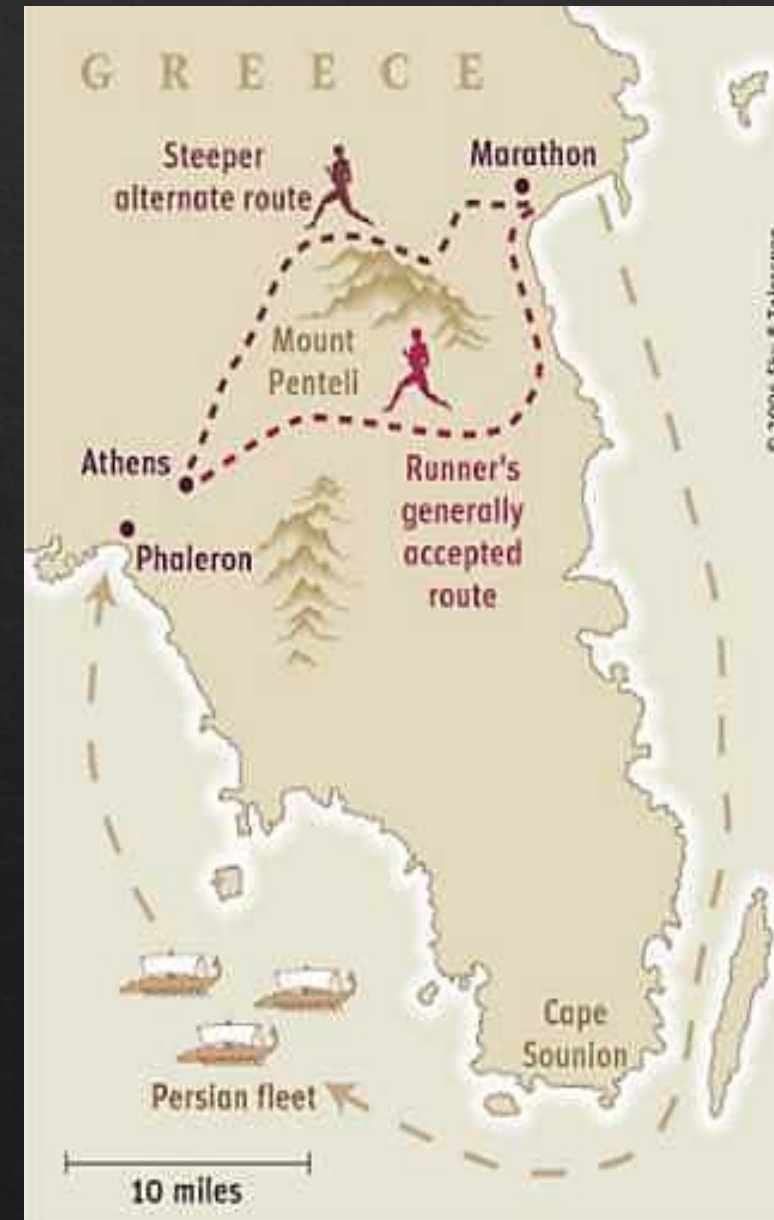 GREECE
Steeper
alternate route
Marathon
Mount
Penteli
Athens
Runner's
generally
accepted
route
Phaleron
Cape
Sounion
Persian fleet
10 miles